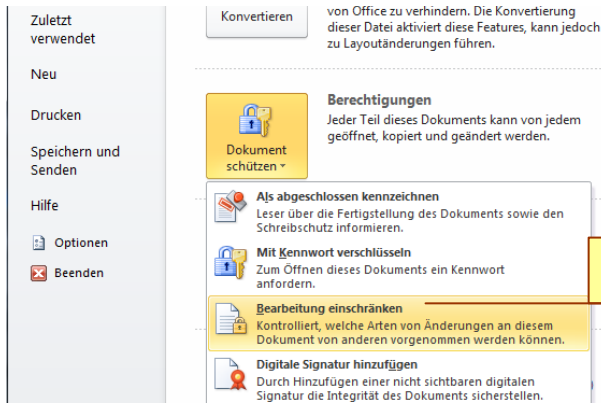 Zuletzt
verwendet
Neu
Drucken
Speichern und
Senden
Hilfe
Optionen
Beenden
Konvertieren
von Office zu verhindern. Die Konvertierung
dieser Datei aktiviert diese Features, kann jedoch
zu Layoutänderungen führen.
Dokument
schützen
Berechtigungen
Jeder Teil dieses Dokuments kann von jedem
geöffnet, kopiert und geändert werden.
Als abgeschlossen kennzeichnen
Leser über die Fertigstellung des Dokuments sowie den
Schreibschutz informieren.
Mit Kennwort verschlüsseln
Zum Öffnen dieses Dokuments ein Kennwort
anfordern.
Bearbeitung einschränken
Kontrolliert, welche Arten von Änderungen an diesem
Dokument von anderen vorgenommen werden können.
Digitale Signatur hinzufügen
Durch Hinzufügen einer nicht sichtbaren digitalen
Signatur die Integrität des Dokuments sicherstellen.